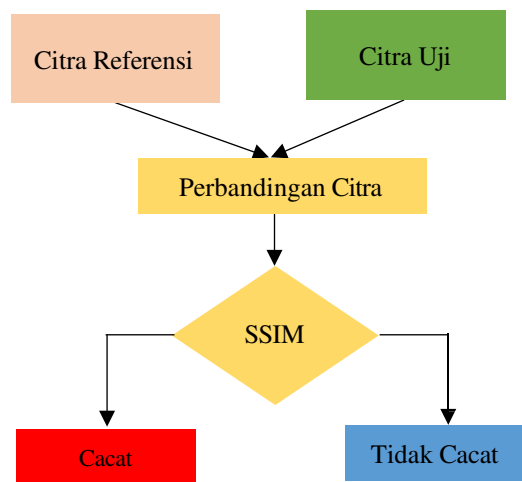 Citra Referensi
Citra Uji
Perbandingan Citra
SSIM
Cacat
Tidak Cacat